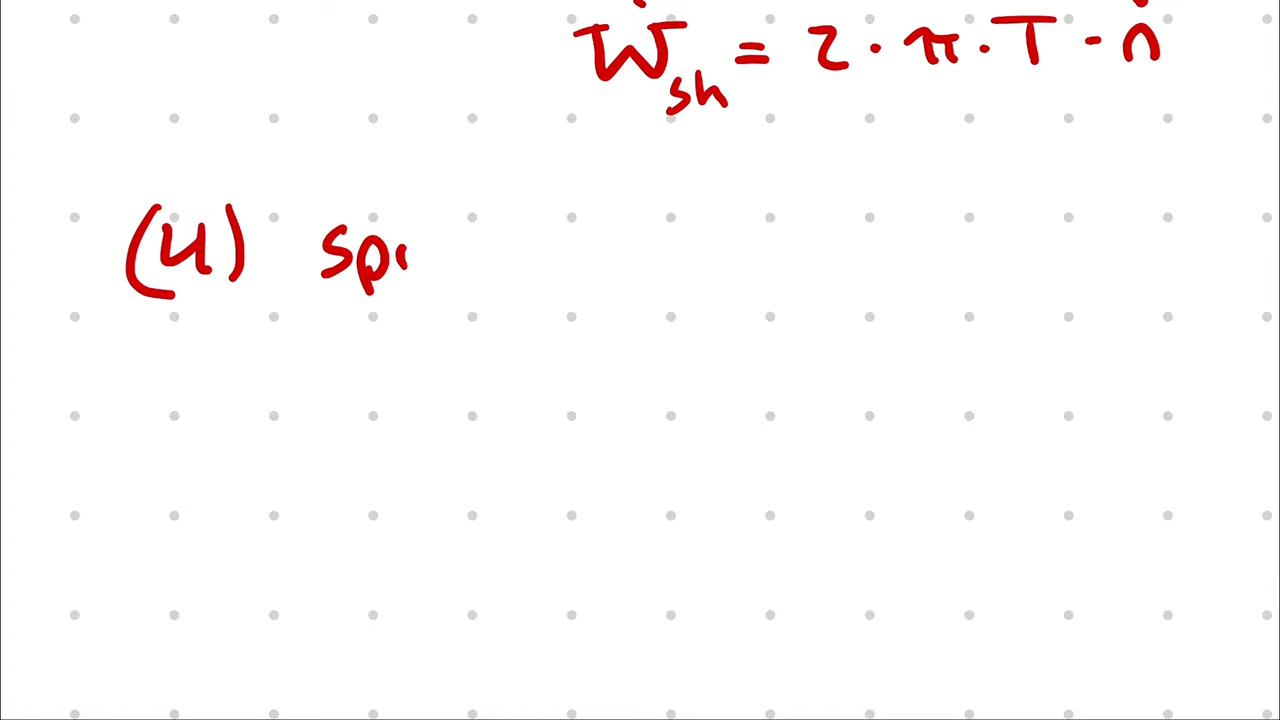 Ẇsh = 2 · π · T · ṅ
(4) sp